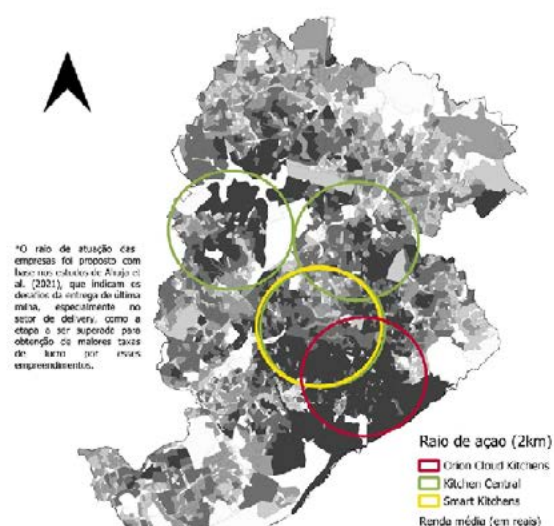 *O raio de atuação das
empresas foi proposto com
base nos estudos de Ahuja et
al. (2021), que indicam os
desafios da entrega de última
milha, especialmente no
setor de delivery, como a
etapa a ser superada para
obtenção de maiores taxas
de lucro por esses
empreendimentos.
Raio de açao (2km)
Orion Cloud Kitchens
Kitchen Central
Smart Kitchens
Renda média (em reais)